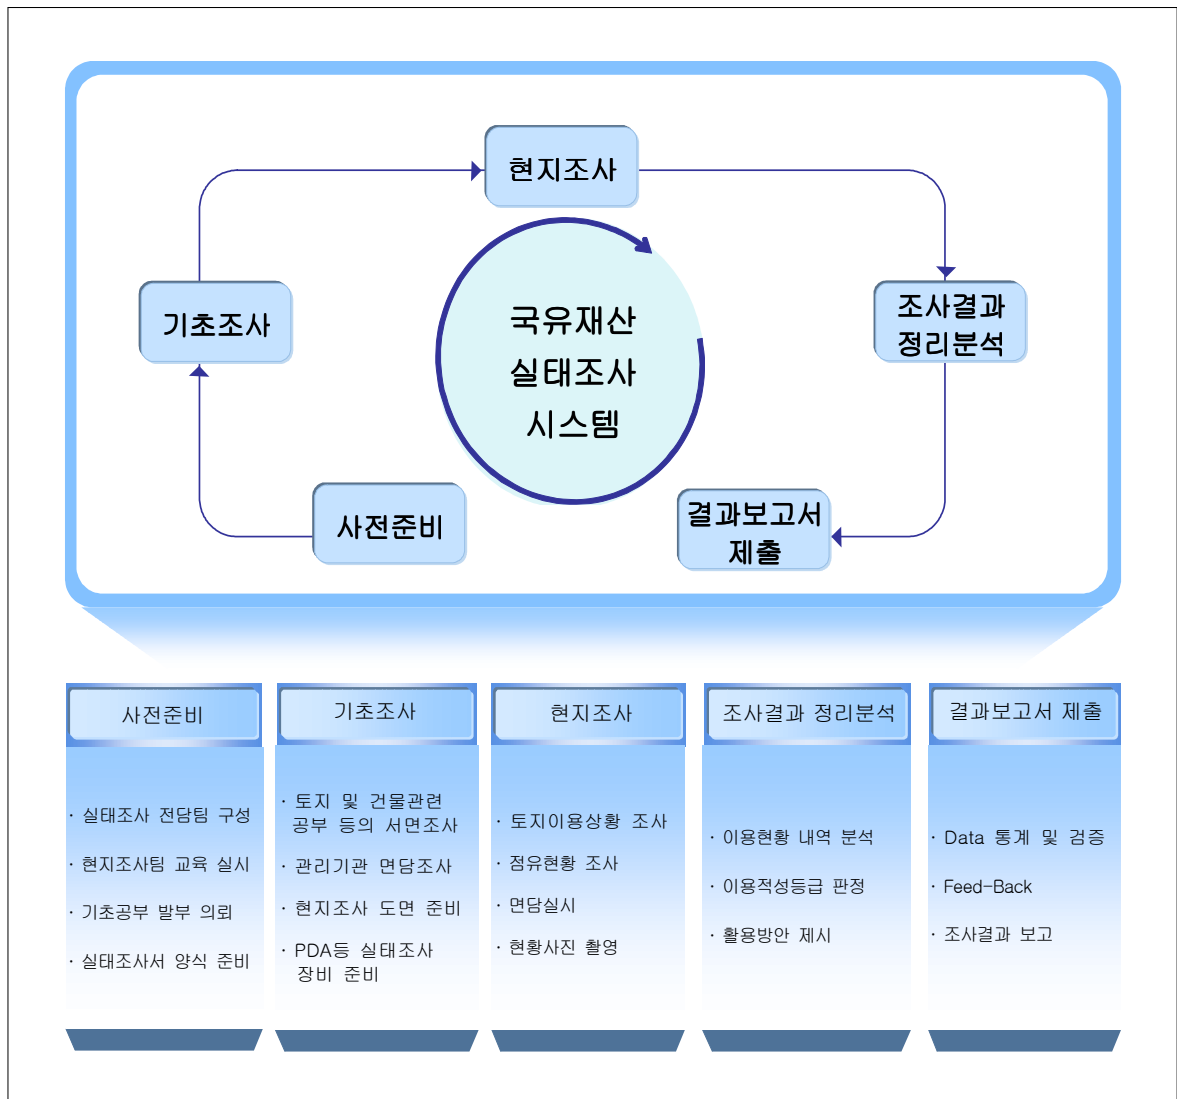 현지조사
기초조사
조사결과
정리분석
국유재산
실태조사
시스템
사전준비
결과보고서
제출
사전준비
· 실태조사 전담팀 구성
· 현지조사팀 교육 실시
· 기초공부 발부 의뢰
· 실태조사서 양식 준비
기초조사
· 토지 및 건물관련
공부 등의 서면조사
· 관리기관 면담조사
· 현지조사 도면 준비
· PDA등 실태조사
장비 준비
현지조사
· 토지이용상황 조사
· 점유현황 조사
· 면담실시
· 현황사진 촬영
조사결과 정리분석
· 이용현황 내역 분석
· 이용적성등급 판정
· 활용방안 제시
결과보고서 제출
· Data 통계 및 검증
· Feed-Back
· 조사결과 보고